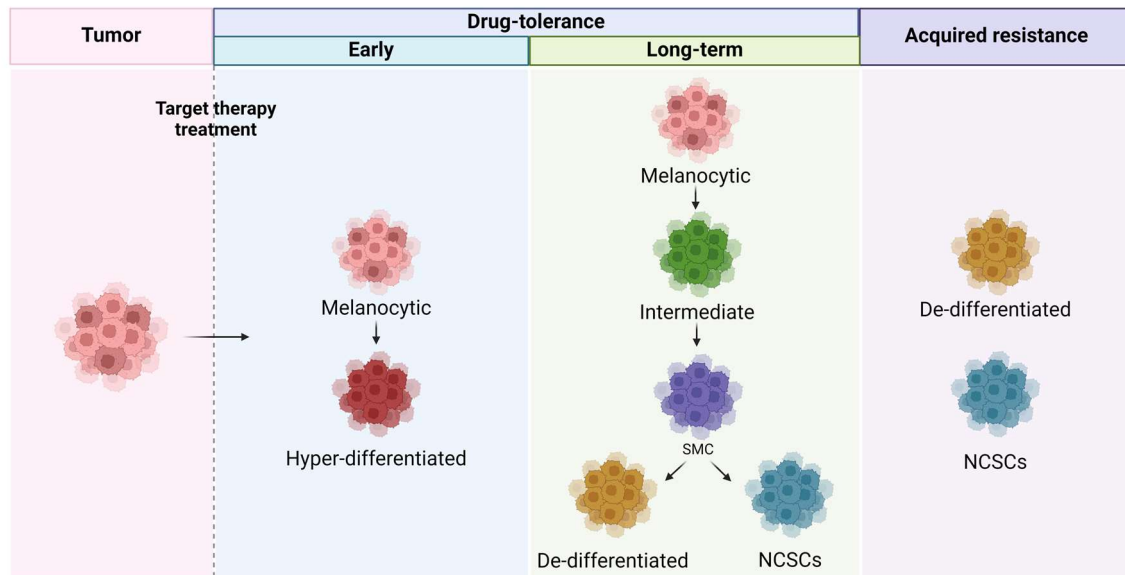 Tumor
Drug-tolerance
Early
Long-term
Acquired resistance
Target therapy
treatment
Melanocytic
Hyper-differentiated
Melanocytic
Intermediate
SMC
De-differentiated
NCSCs
De-differentiated
NCSCs